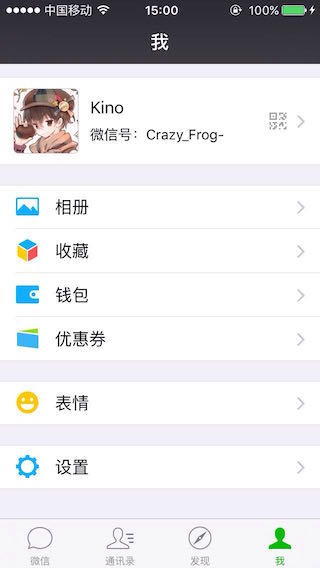 中国移动 15:00 100%
我
Kino
微信号：Crazy_Frog-
相册
收藏
钱包
优惠券
表情
设置
微信 通讯录 发现 我